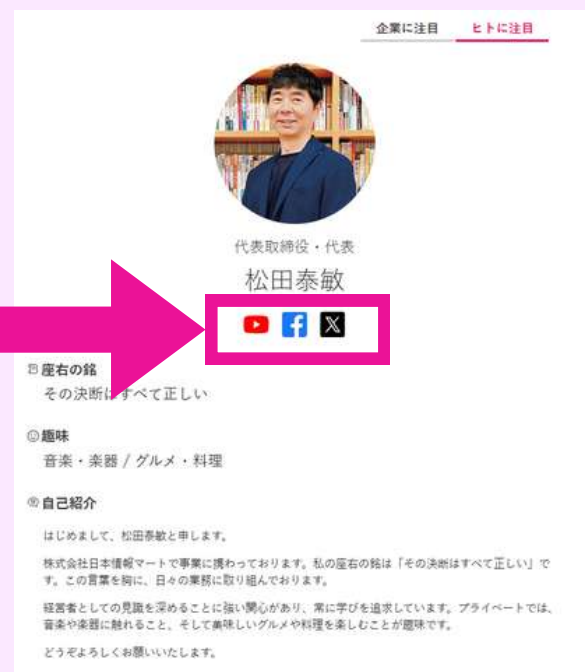 企業に注目 ヒトに注目
代表取締役・代表
松田泰敏
座右の銘
その決断はすべて正しい
趣味
音楽・楽器 / グルメ・料理
自己紹介
はじめまして、松田泰敏と申します。
株式会社日本情報マートで事業に携わっております。私の座右の銘は「その決断はすべて正しい」で
す。この言葉を胸に、日々の業務に取り組んでおります。
経営者としての見識を深めることに強い関心があり、常に学びを追求しています。プライベートでは、
音楽や楽器に触れること、そして美味しいグルメや料理を楽しむことが趣味です。
どうぞよろしくお願いいたします。